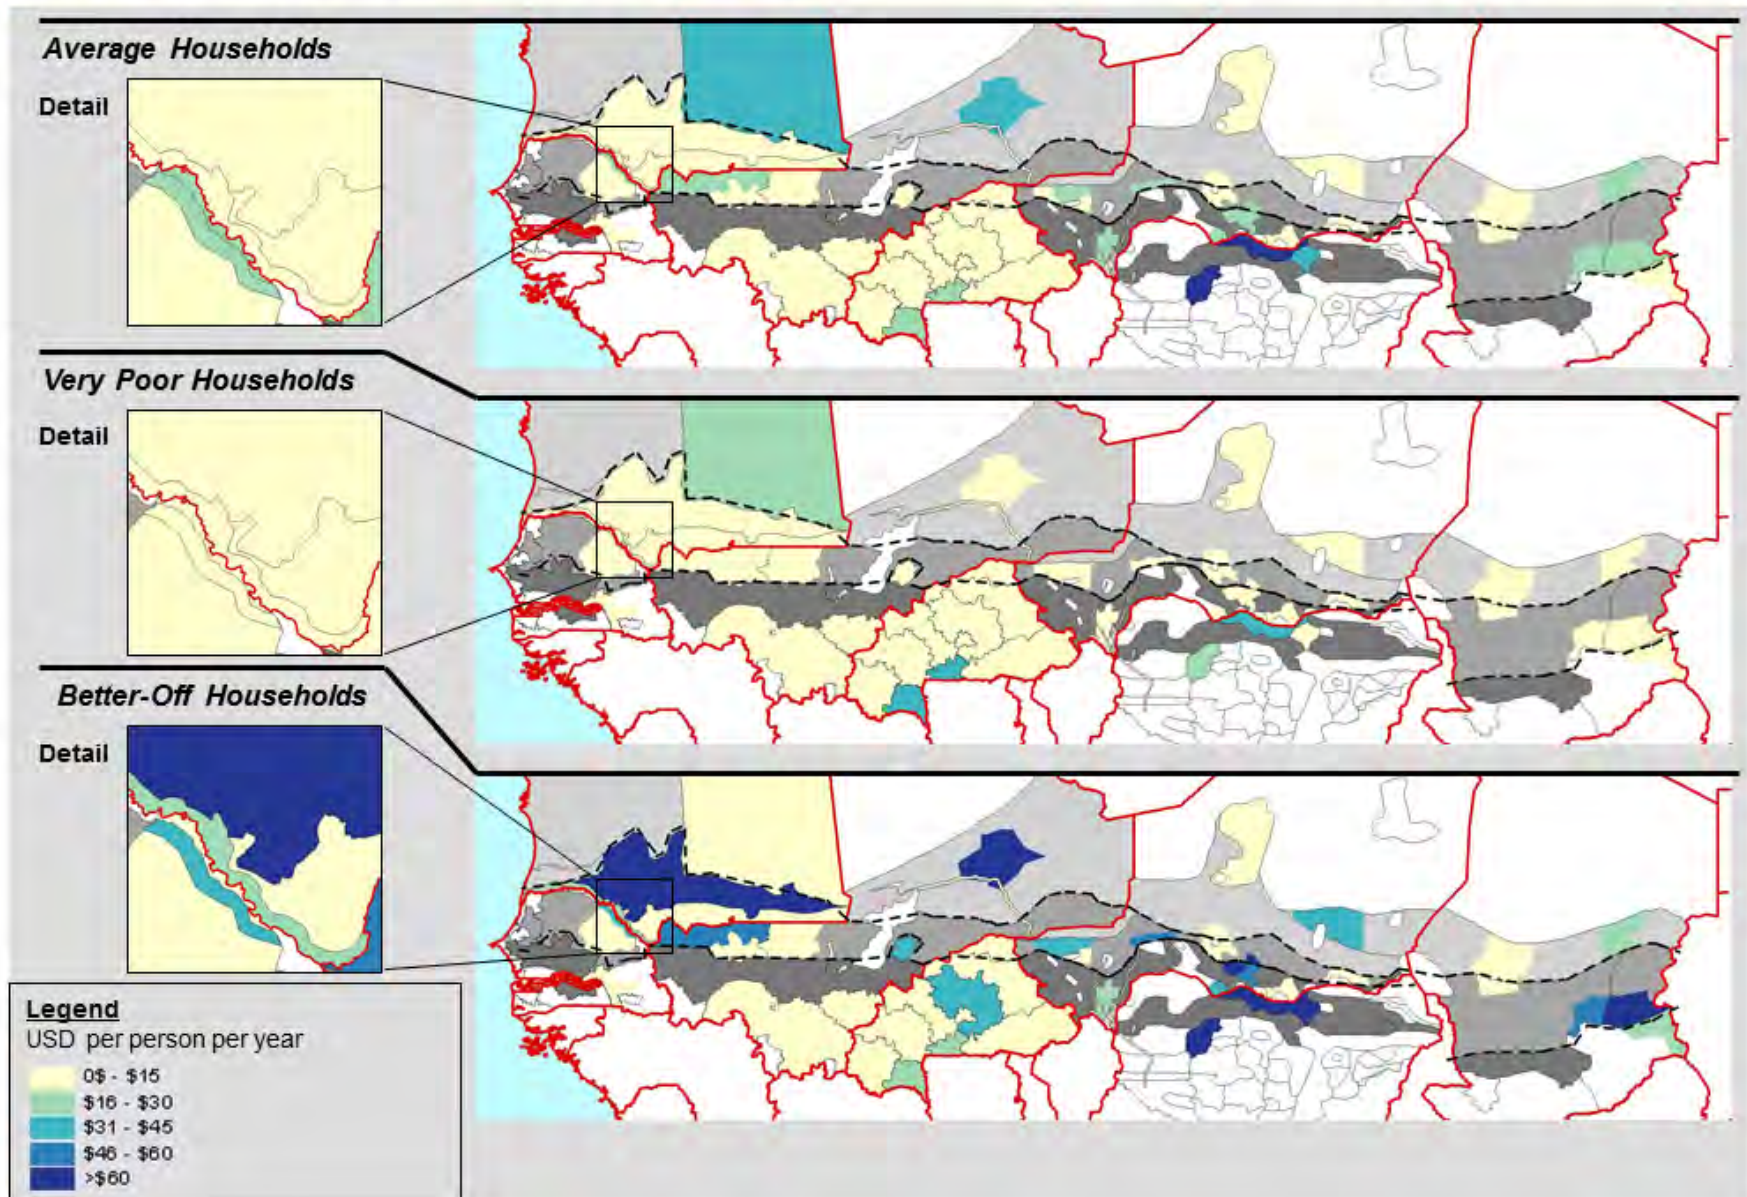 Average Households
Detail
Very Poor Households
Detail
Better-Off Households
Detail
Legend
USD per person per year
0$ - $15
$16 - $30
$31 - $45
$46 - $60
>$60